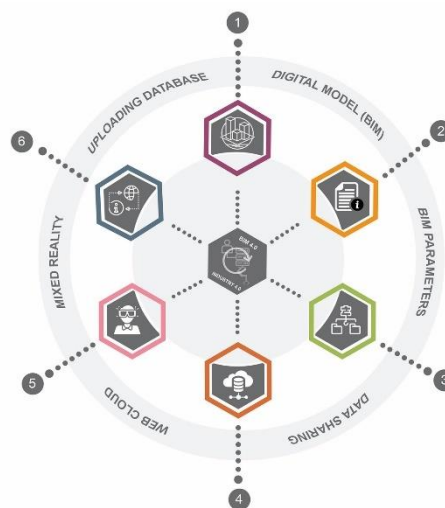 1
UPLOADING DATABASE
DIGITAL MODEL (BIM)
6
2
BIM 4.0
INDUSTRY 4.0
MIXED REALITY
BIM PARAMETERS
5
3
WEB CLOUD
DATA SHARING
4